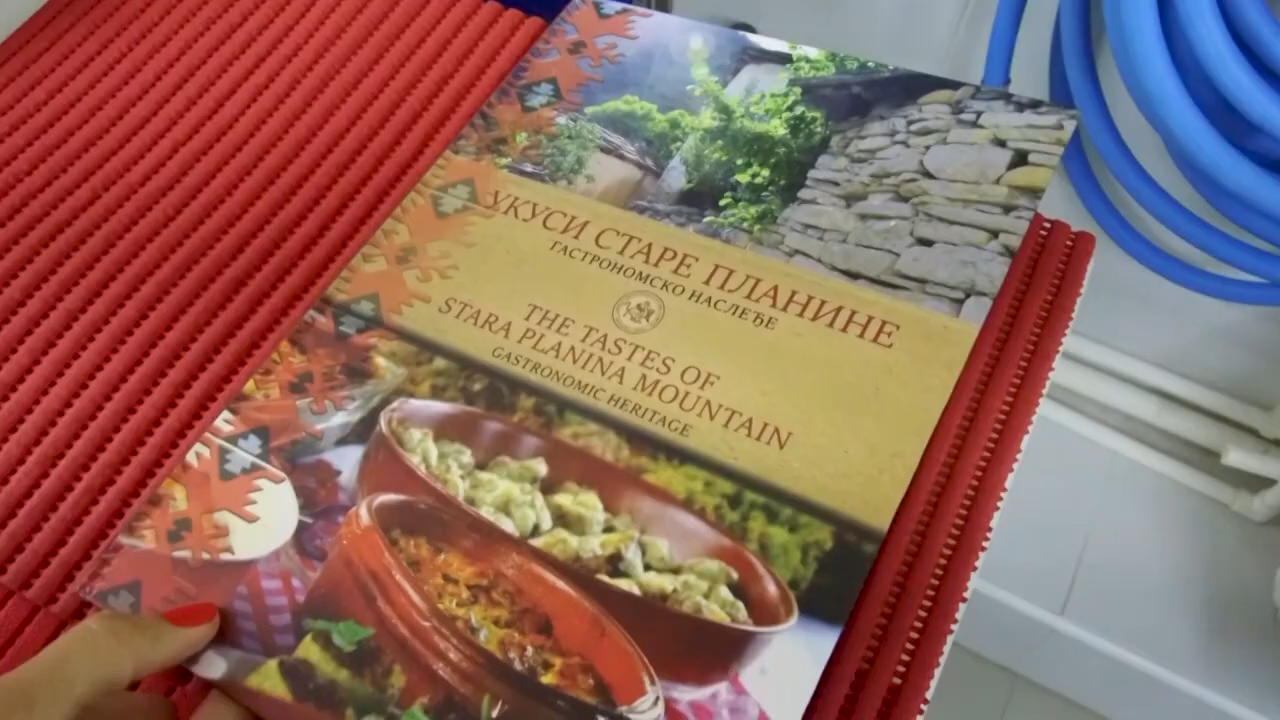 УКУСИ СТАРЕ ПЛАНИНЕ
ГАСТРОНОМСКО НАСЛЕЂЕ
THE TASTES OF
STARA PLANINA MOUNTAIN
GASTRONOMIC HERITAGE